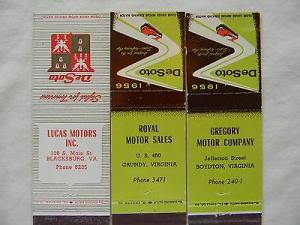 DeSoto
Styled for Tomorrow
LUCAS MOTORS
INC.
106 S. Main St.
BLACKSBURG, VA.
Phone 6235
DeSoto
1956
ROYAL
MOTOR SALES
U. S. 460
GRUNDY, VIRGINIA
Phone 5471
DeSoto
1956
GREGORY
MOTOR COMPANY
Jefferson Street
BOYDTON, VIRGINIA
Phone 240-1